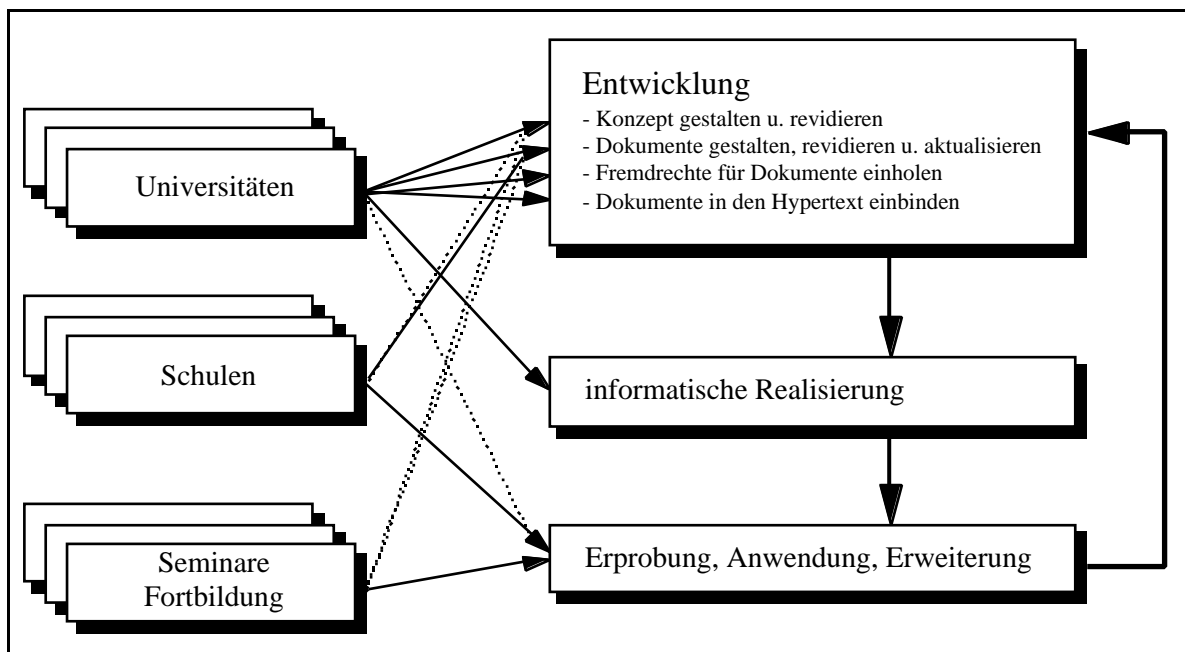 Universitäten
Schulen
Seminare
Fortbildung
Entwicklung
- Konzept gestalten u. revidieren
- Dokumente gestalten, revidieren u. aktualisieren
- Fremdrechte für Dokumente einholen
- Dokumente in den Hypertext einbinden
informatische Realisierung
Erprobung, Anwendung, Erweiterung